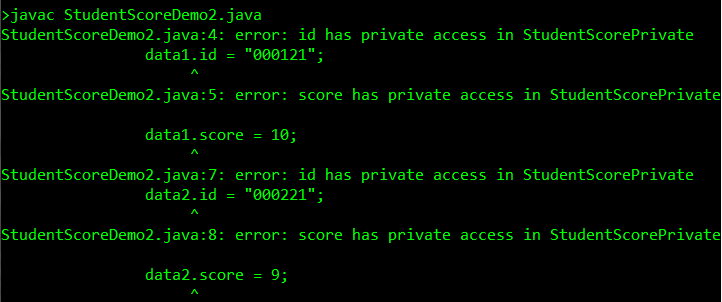 >javac StudentScoreDemo2.java
StudentScoreDemo2.java:4: error: id has private access in StudentScorePrivate
data1.id = "000121";
^
StudentScoreDemo2.java:5: error: score has private access in StudentScorePrivate
data1.score = 10;
^
StudentScoreDemo2.java:7: error: id has private access in StudentScorePrivate
data2.id = "000221";
^
StudentScoreDemo2.java:8: error: score has private access in StudentScorePrivate
data2.score = 9;
^